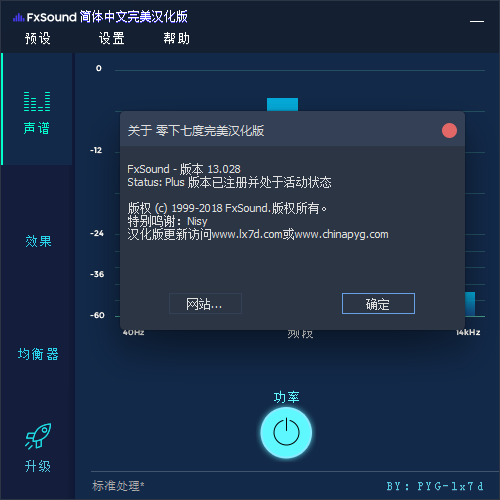 FxSound 简体中文完美汉化版
预设 设置 帮助
0
声谱
关于 零下七度完美汉化版
-12
FxSound - 版本 13.028
Status: Plus 版本已注册并处于活动状态
版权 (c) 1999-2018 FxSound.版权所有。
特别鸣谢：Nisy
汉化版更新访问www.lx7d.com或www.chinapyg.com
-24
效果
-36
网站... 确定
-60
40Hz 频段 14kHz
均衡器
功率
升级
标准处理* BY: PYG-lx7d